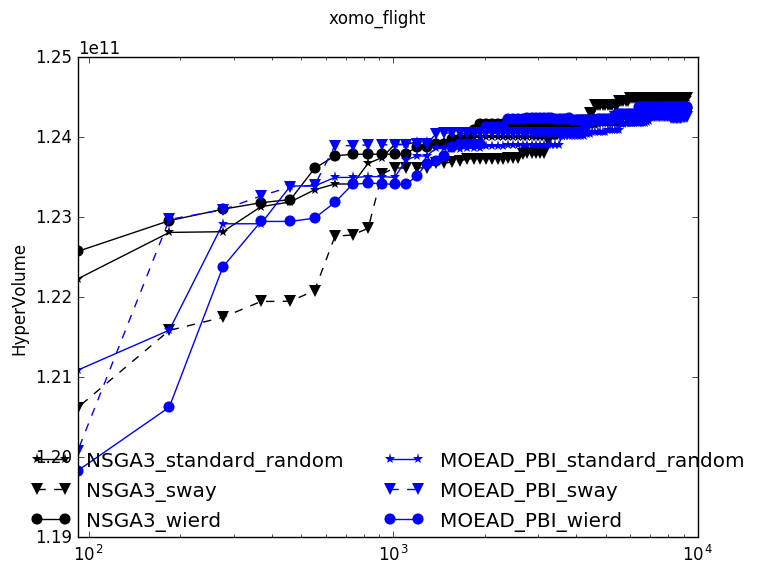 xomo_flight
1e11
1.25
1.24
1.23
1.22
1.21
1.20
1.19
HyperVolume
NSGA3_standard_random
NSGA3_sway
NSGA3_wierd
MOEAD_PBI_standard_random
MOEAD_PBI_sway
MOEAD_PBI_wierd
10² 10³ 10⁴